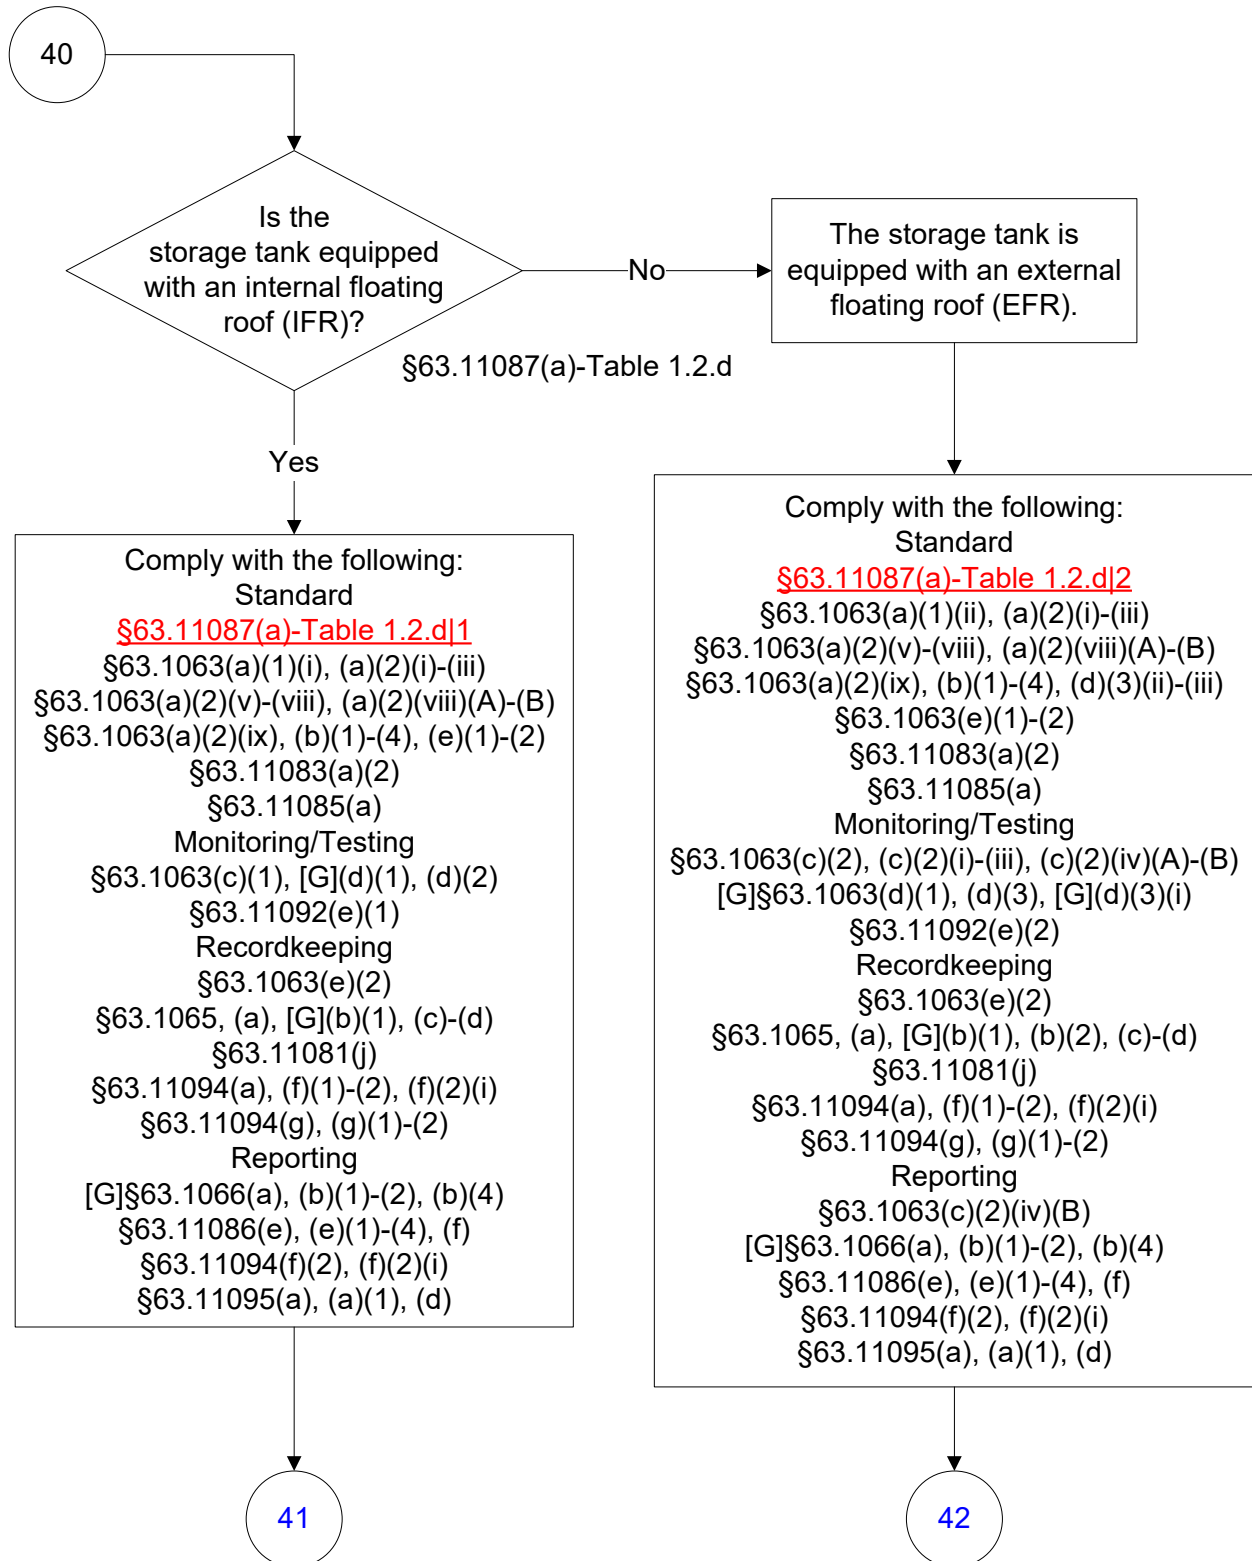 40
Is the
storage tank equipped
with an internal floating
roof (IFR)?
No
The storage tank is
equipped with an external
floating roof (EFR).
§63.11087(a)-Table 1.2.d
Yes
Comply with the following:
Standard
§63.11087(a)-Table 1.2.d|1
§63.1063(a)(1)(i), (a)(2)(i)-(iii)
§63.1063(a)(2)(v)-(viii), (a)(2)(viii)(A)-(B)
§63.1063(a)(2)(ix), (b)(1)-(4), (e)(1)-(2)
§63.11083(a)(2)
§63.11085(a)
Monitoring/Testing
§63.1063(c)(1), [G](d)(1), (d)(2)
§63.11092(e)(1)
Recordkeeping
§63.1063(e)(2)
§63.1065, (a), [G](b)(1), (c)-(d)
§63.11081(j)
§63.11094(a), (f)(1)-(2), (f)(2)(i)
§63.11094(g), (g)(1)-(2)
Reporting
[G]§63.1066(a), (b)(1)-(2), (b)(4)
§63.11086(e), (e)(1)-(4), (f)
§63.11094(f)(2), (f)(2)(i)
§63.11095(a), (a)(1), (d)
41
Comply with the following:
Standard
§63.11087(a)-Table 1.2.d|2
§63.1063(a)(1)(ii), (a)(2)(i)-(iii)
§63.1063(a)(2)(v)-(viii), (a)(2)(viii)(A)-(B)
§63.1063(a)(2)(ix), (b)(1)-(4), (d)(3)(ii)-(iii)
§63.1063(e)(1)-(2)
§63.11083(a)(2)
§63.11085(a)
Monitoring/Testing
§63.1063(c)(2), (c)(2)(i)-(iii), (c)(2)(iv)(A)-(B)
[G]§63.1063(d)(1), (d)(3), [G](d)(3)(i)
§63.11092(e)(2)
Recordkeeping
§63.1063(e)(2)
§63.1065, (a), [G](b)(1), (b)(2), (c)-(d)
§63.11081(j)
§63.11094(a), (f)(1)-(2), (f)(2)(i)
§63.11094(g), (g)(1)-(2)
Reporting
§63.1063(c)(2)(iv)(B)
[G]§63.1066(a), (b)(1)-(2), (b)(4)
§63.11086(e), (e)(1)-(4), (f)
§63.11094(f)(2), (f)(2)(i)
§63.11095(a), (a)(1), (d)
42